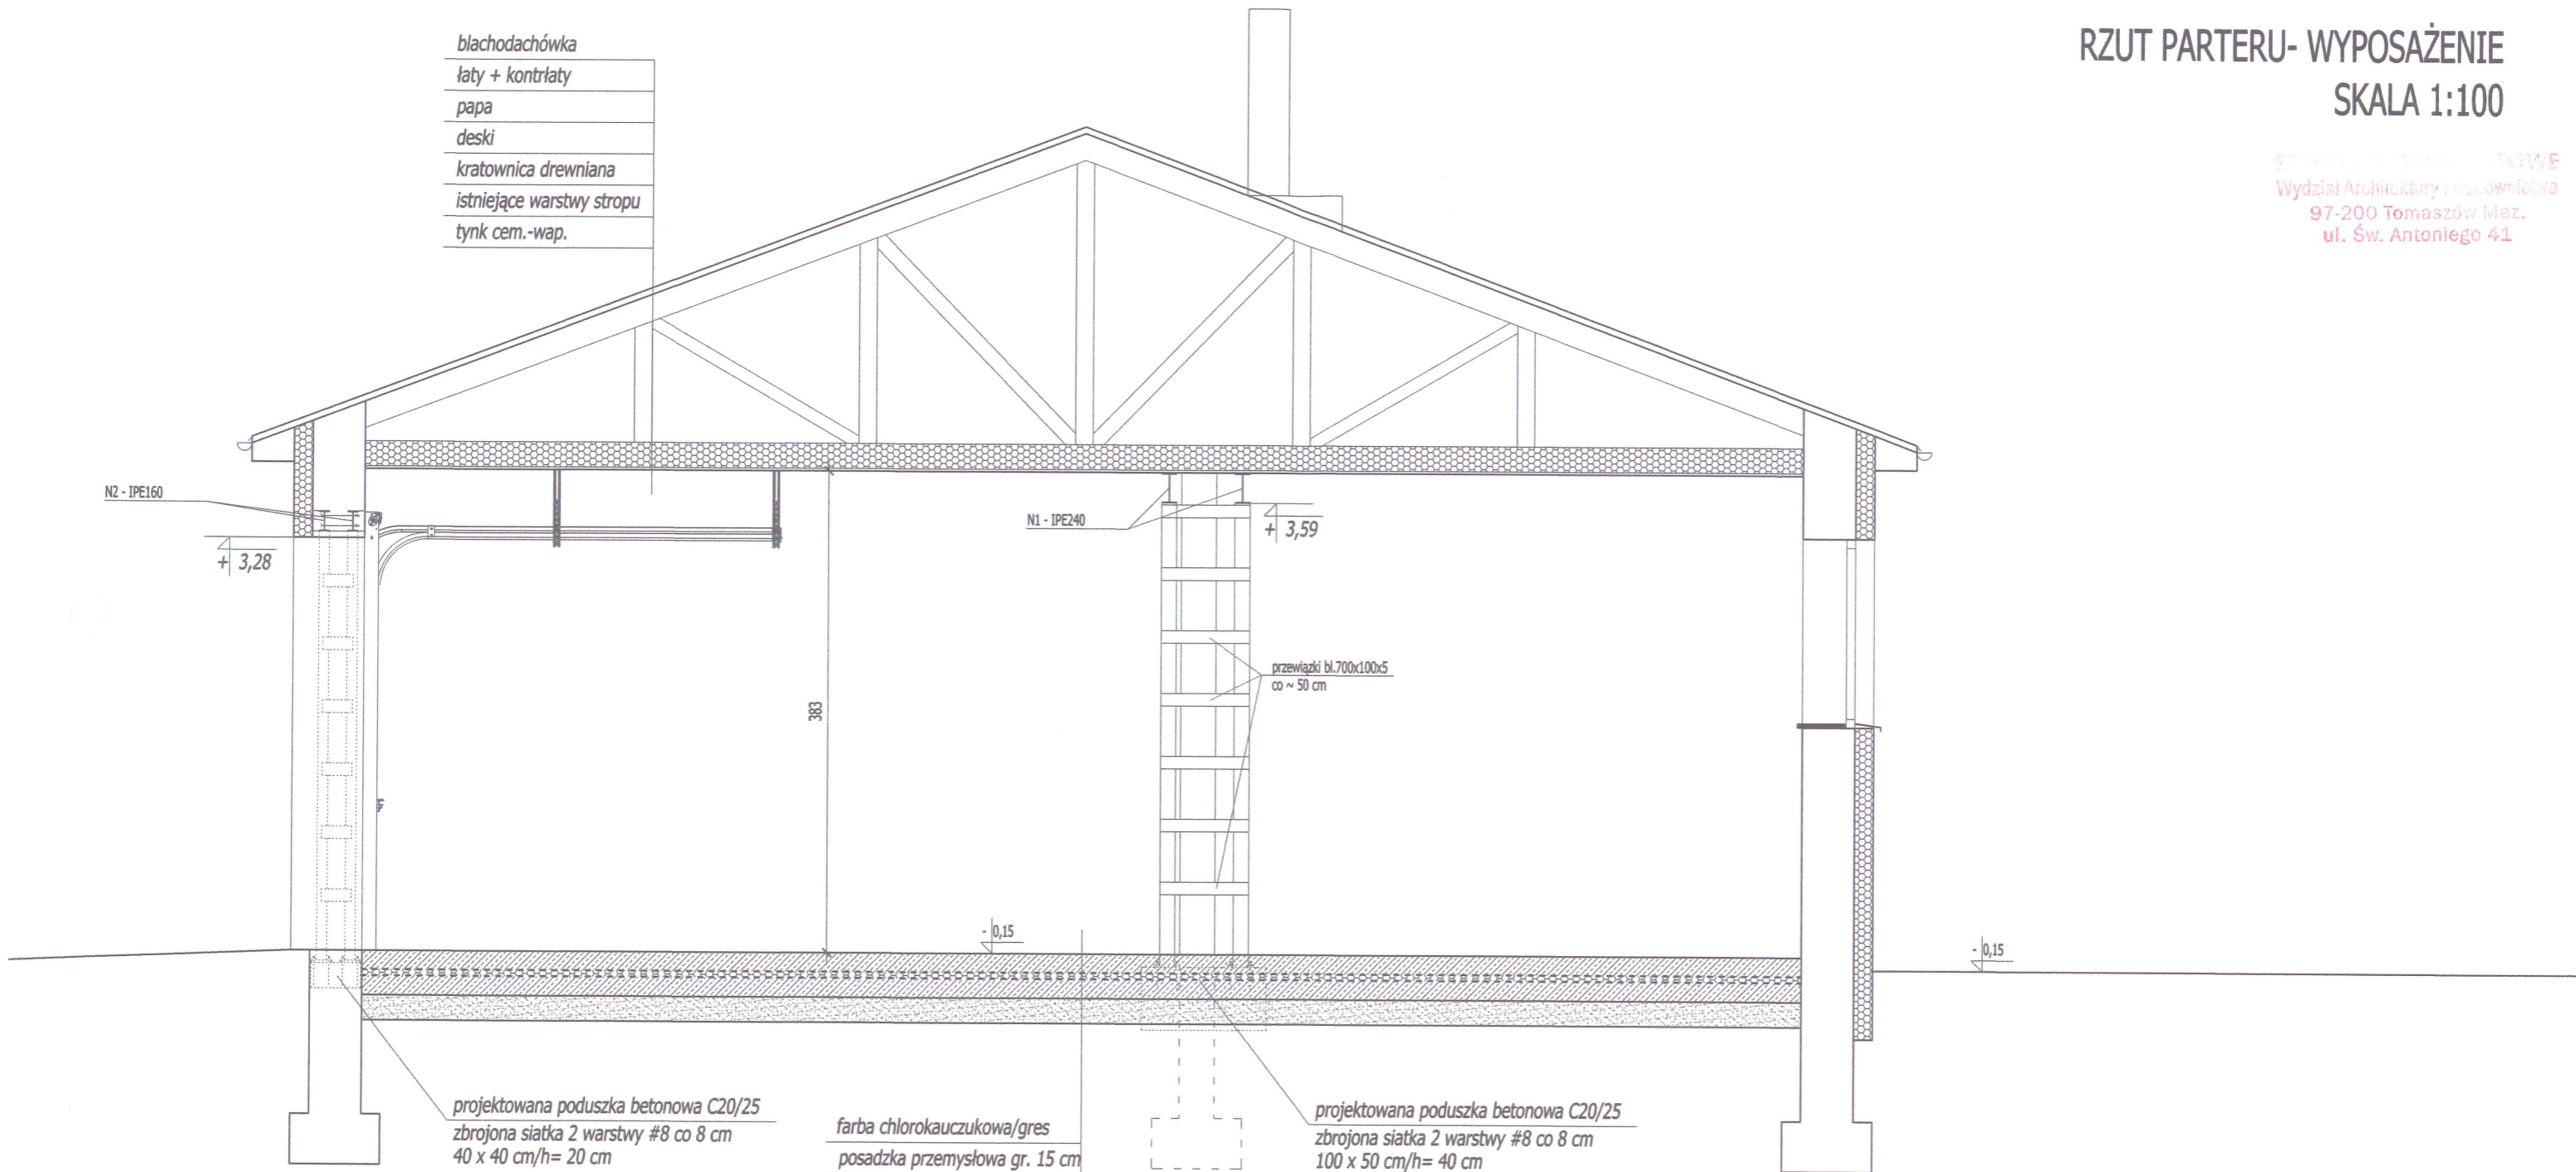 RZUT PARTERU- WYPOSAŻENIE
SKALA 1:100
Wydział Architektury i Budownictwa
97-200 Tomaszów Maz.
ul. Św. Antoniego 41
blachodachówka
łaty + kontrłaty
papa
deski
kratownica drewniana
istniejące warstwy stropu
tynk cem.-wap.
N2 - IPE160
+ 3,28
N1 - IPE240
+ 3,59
przewiązki bl.700x100x5
co ~ 50 cm
383
- 0,15
- 0,15
projektowana poduszka betonowa C20/25
zbrojona siatka 2 warstwy #8 co 8 cm
40 x 40 cm/h= 20 cm
farba chlorokauczukowa/gres
posadzka przemysłowa gr. 15 cm
projektowana poduszka betonowa C20/25
zbrojona siatka 2 warstwy #8 co 8 cm
100 x 50 cm/h= 40 cm